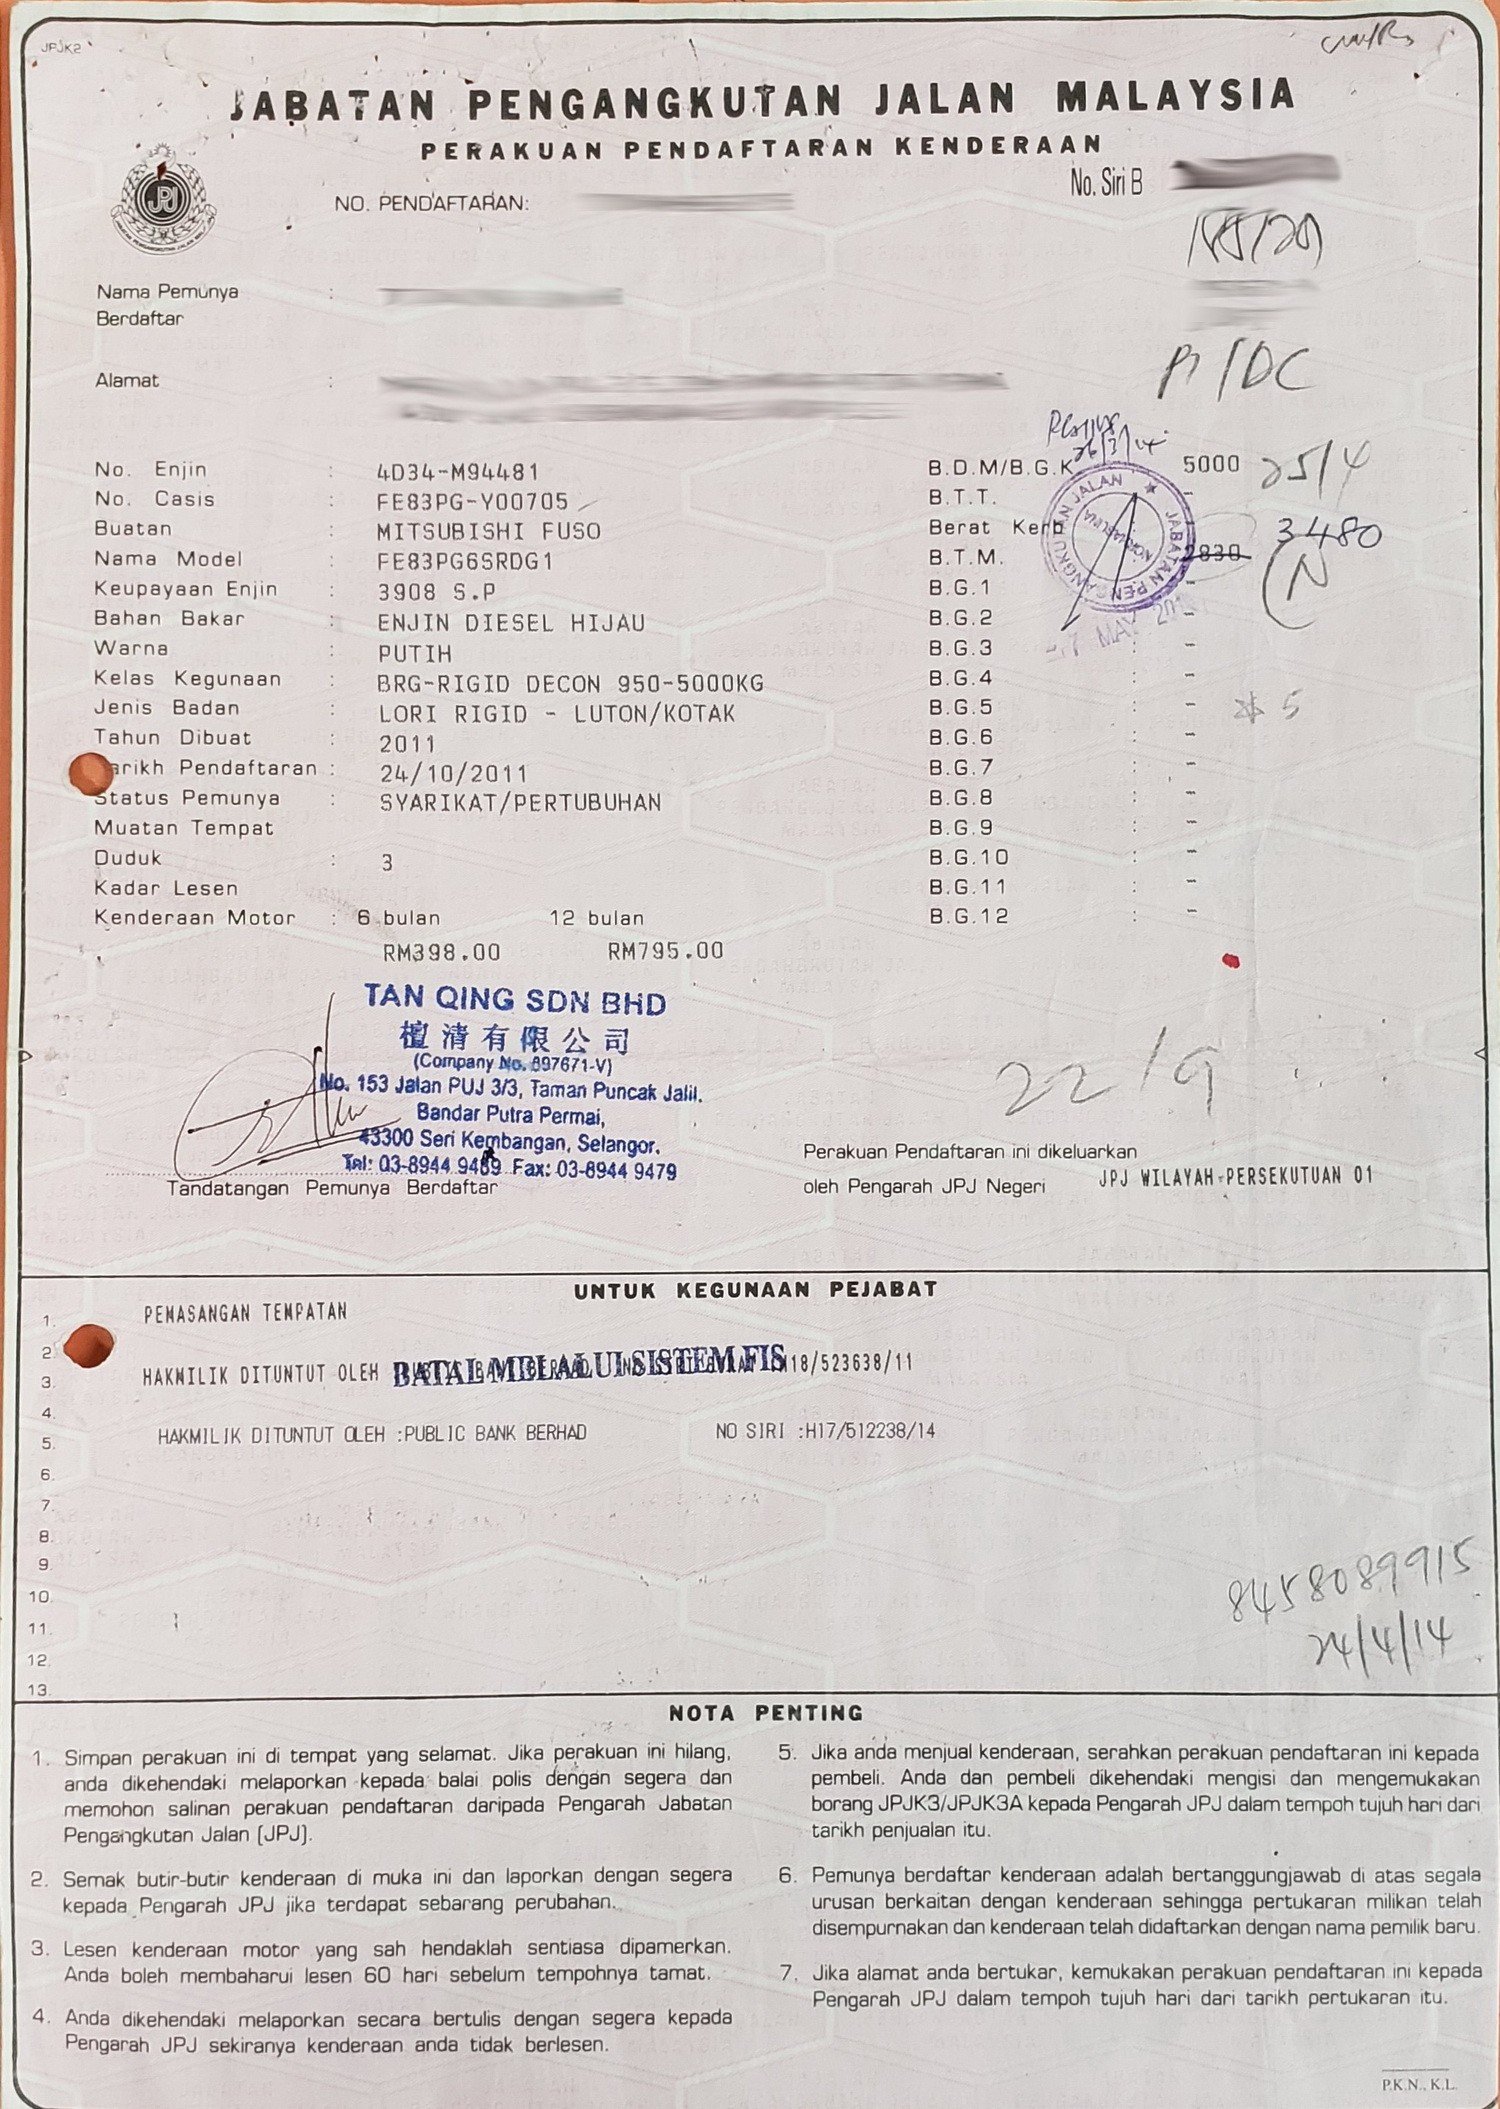 JPJK2
JABATAN PENGANGKUTAN JALAN MALAYSIA
PERAKUAN PENDAFTARAN KENDERAAN
No. Siri B
JPJ
NO. PENDAFTARAN:
Nama Pemunya :
Berdaftar
Alamat :
P1/DC
26/3/14
No. Enjin : 4D34-M94481
No. Casis : FE83PG-Y00705
Buatan : MITSUBISHI FUSO
Nama Model : FE83PG6SRDG1
Keupayaan Enjin : 3908 S.P
Bahan Bakar : ENJIN DIESEL HIJAU
Warna : PUTIH
Kelas Kegunaan : BRG-RIGID DECON 950-5000KG
Jenis Badan : LORI RIGID - LUTON/KOTAK
Tahun Dibuat : 2011
Tarikh Pendaftaran : 24/10/2011
Status Pemunya : SYARIKAT/PERTUBUHAN
Muatan Tempat
Duduk : 3
Kadar Lesen
Kenderaan Motor : 6 bulan 12 bulan
RM398.00 RM795.00
B.D.M/B.G.K 5000 25/4
B.T.T. -
Berat Kerb 3480
B.T.M. 2830
(N
B.G.1 -
B.G.2 -
B.G.3 : -
B.G.4 : -
B.G.5 : - 5
B.G.6 : -
B.G.7 : -
B.G.8 : -
B.G.9 : -
B.G.10 : -
B.G.11 : -
B.G.12 : -
JABATAN PENGANGKUTAN JALAN
TAN QING SDN BHD
檀清有限公司
(Company No. 897671-V)
No. 153 Jalan PUJ 3/3, Taman Puncak Jalil,
Bandar Putra Permai,
43300 Seri Kembangan, Selangor.
Tel: 03-8944 9469 Fax: 03-8944 9479
Tandatangan Pemunya Berdaftar
22/9
Perakuan Pendaftaran ini dikeluarkan
oleh Pengarah JPJ Negeri JPJ WILAYAH PERSEKUTUAN 01
UNTUK KEGUNAAN PEJABAT
1. PEMASANGAN TEMPATAN
2.
3. HAKMILIK DITUNTUT OLEH BATAL MELALUI SISTEM FIS 18/523638/11
4.
5. HAKMILIK DITUNTUT OLEH :PUBLIC BANK BERHAD NO SIRI :H17/512238/14
6.
7.
8.
9.
10.
11.
12.
13.
8458089915
24/4/14
NOTA PENTING
1. Simpan perakuan ini di tempat yang selamat. Jika perakuan ini hilang,
anda dikehendaki melaporkan kepada balai polis dengan segera dan
memohon salinan perakuan pendaftaran daripada Pengarah Jabatan
Pengangkutan Jalan (JPJ).
2. Semak butir-butir kenderaan di muka ini dan laporkan dengan segera
kepada Pengarah JPJ jika terdapat sebarang perubahan.
3. Lesen kenderaan motor yang sah hendaklah sentiasa dipamerkan.
Anda boleh membaharui lesen 60 hari sebelum tempohnya tamat.
4. Anda dikehendaki melaporkan secara bertulis dengan segera kepada
Pengarah JPJ sekiranya kenderaan anda tidak berlesen.
5. Jika anda menjual kenderaan, serahkan perakuan pendaftaran ini kepada
pembeli. Anda dan pembeli dikehendaki mengisi dan mengemukakan
borang JPJK3/JPJK3A kepada Pengarah JPJ dalam tempoh tujuh hari dari
tarikh penjualan itu.
6. Pemunya berdaftar kenderaan adalah bertanggungjawab di atas segala
urusan berkaitan dengan kenderaan sehingga pertukaran milikan telah
disempurnakan dan kenderaan telah didaftarkan dengan nama pemilik baru.
7. Jika alamat anda bertukar, kemukakan perakuan pendaftaran ini kepada
Pengarah JPJ dalam tempoh tujuh hari dari tarikh pertukaran itu.
P.K.N., K.L.